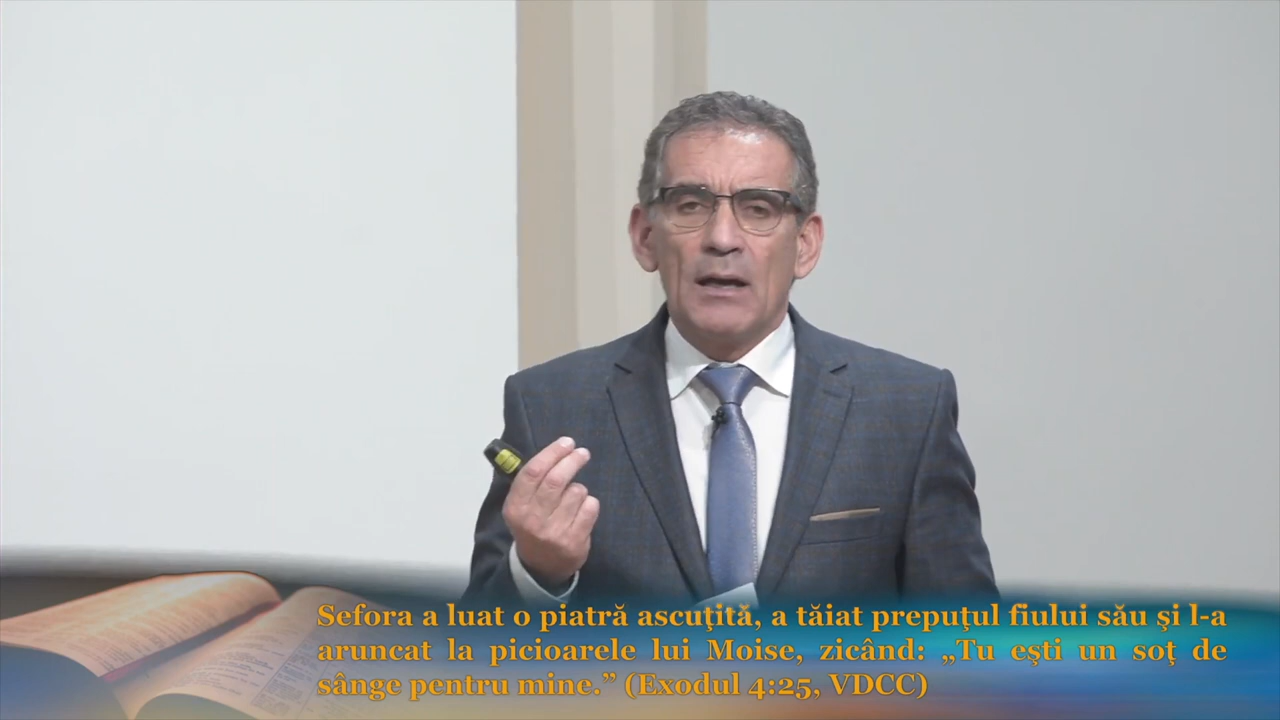 Sefora a luat o piatră ascuţită, a tăiat prepuţul fiului său şi l-a
aruncat la picioarele lui Moise, zicând: „Tu eşti un soţ de
sânge pentru mine.” (Exodul 4:25, VDCC)